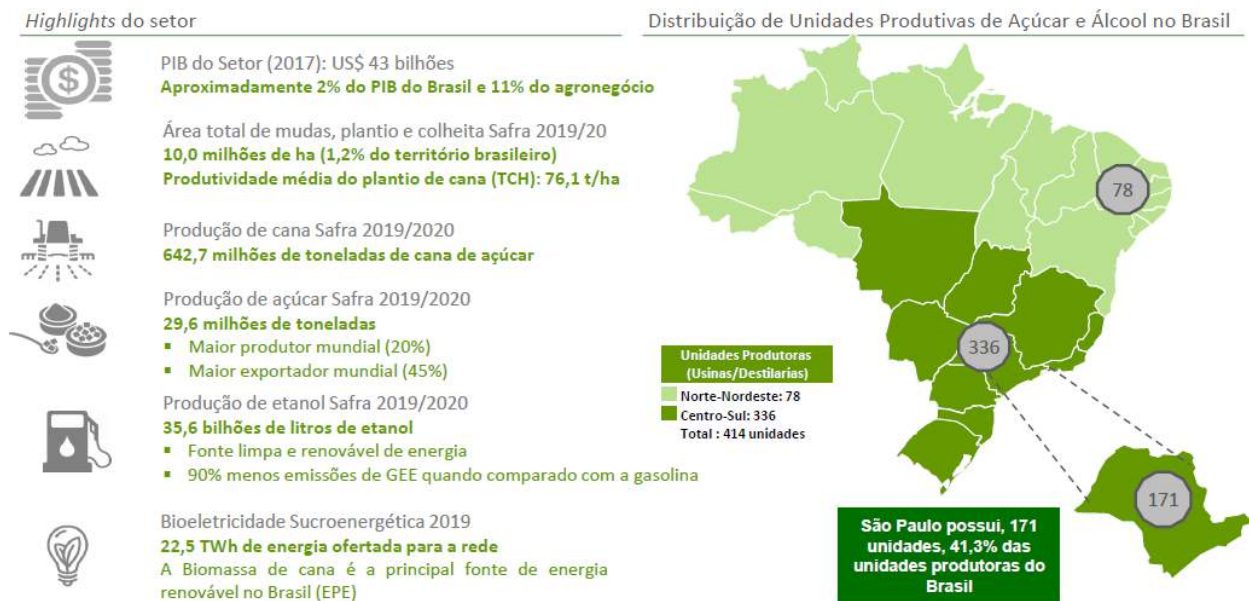 Highlights do setor
PIB do Setor (2017): US$ 43 bilhões
Aproximadamente 2% do PIB do Brasil e 11% do agronegócio
Área total de mudas, plantio e colheita Safra 2019/20
10,0 milhões de ha (1,2% do território brasileiro)
Produtividade média do plantio de cana (TCH): 76,1 t/ha
Produção de cana Safra 2019/2020
642,7 milhões de toneladas de cana de açúcar
Produção de açúcar Safra 2019/2020
29,6 milhões de toneladas
▪ Maior produtor mundial (20%)
▪ Maior exportador mundial (45%)
Produção de etanol Safra 2019/2020
35,6 bilhões de litros de etanol
▪ Fonte limpa e renovável de energia
▪ 90% menos emissões de GEE quando comparado com a gasolina
Bioeletricidade Sucroenergética 2019
22,5 TWh de energia ofertada para a rede
A Biomassa de cana é a principal fonte de energia
renovável no Brasil (EPE)
Distribuição de Unidades Produtivas de Açúcar e Álcool no Brasil
78
336
Unidades Produtoras
(Usinas/Destilarias)
Norte-Nordeste: 78
Centro-Sul: 336
Total : 414 unidades
171
São Paulo possui, 171
unidades, 41,3% das
unidades produtoras do
Brasil